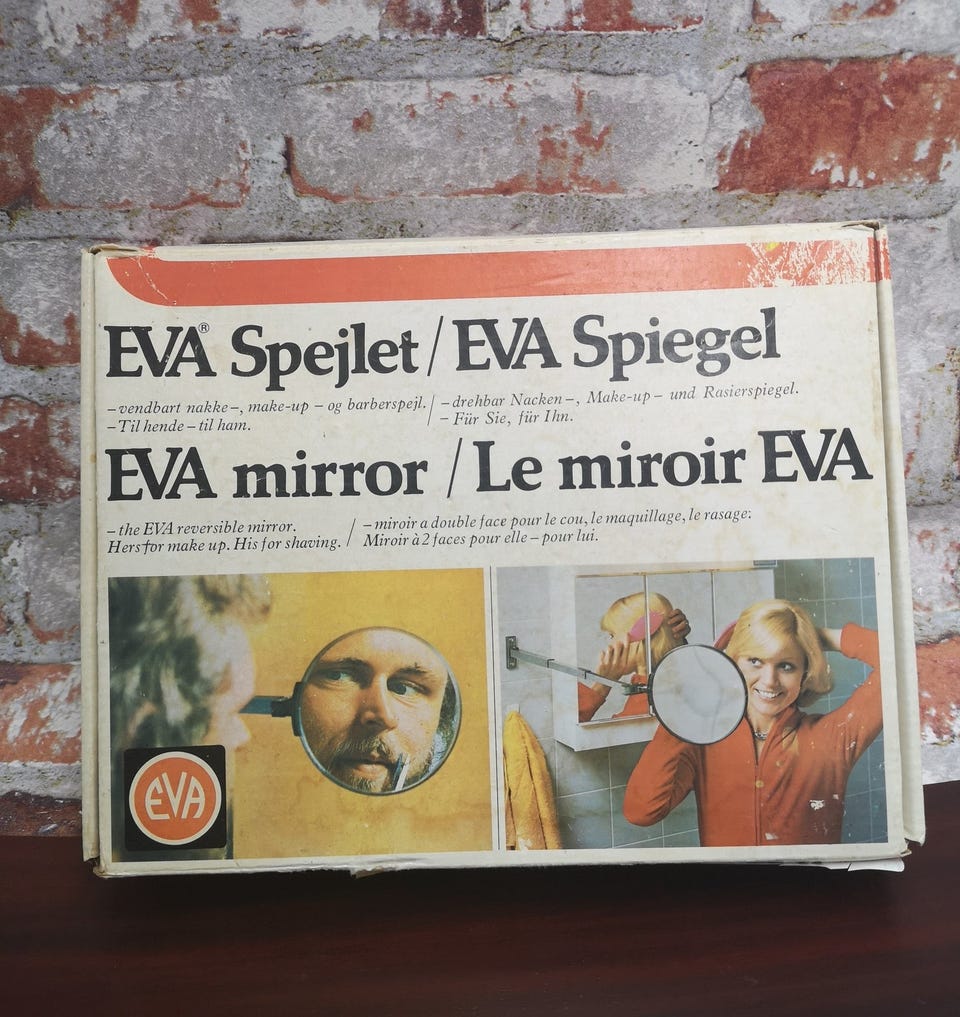 EVA® Spejlet / EVA Spiegel
– vendbart nakke –, make-up – og barberspejl. / – drehbar Nacken –, Make-up – und Rasierspiegel.
– Til hende – til ham. – Für Sie, für Ihn.
EVA mirror / Le miroir EVA
– the EVA reversible mirror. / – miroir a double face pour le cou, le maquillage, le rasage:
Hers for make up. His for shaving. Miroir à 2 faces pour elle – pour lui.
EVA